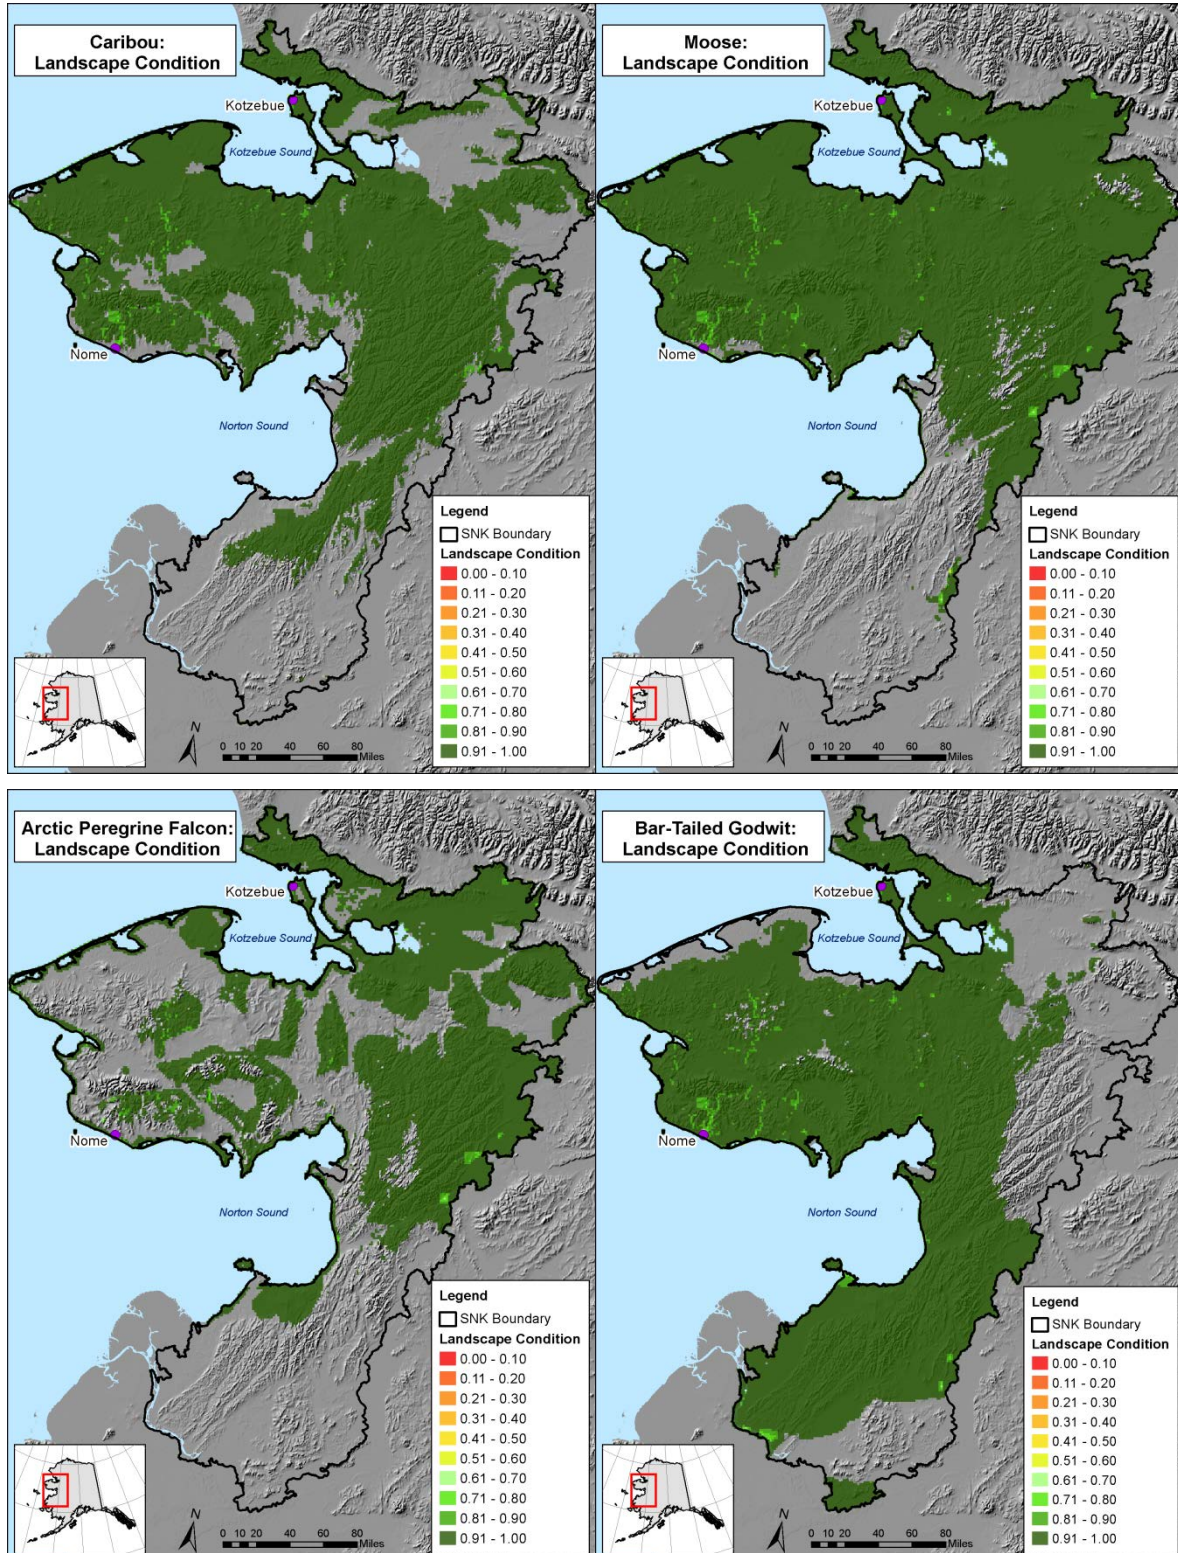 Caribou:
Landscape Condition
Kotzebue
Kotzebue Sound
Nome
Norton Sound
Legend
SNK Boundary
Landscape Condition
0.00 - 0.10
0.11 - 0.20
0.21 - 0.30
0.31 - 0.40
0.41 - 0.50
0.51 - 0.60
0.61 - 0.70
0.71 - 0.80
0.81 - 0.90
0.91 - 1.00
N
0 10 20 40 60 80
Miles
Moose:
Landscape Condition
Kotzebue
Kotzebue Sound
Nome
Norton Sound
Legend
SNK Boundary
Landscape Condition
0.00 - 0.10
0.11 - 0.20
0.21 - 0.30
0.31 - 0.40
0.41 - 0.50
0.51 - 0.60
0.61 - 0.70
0.71 - 0.80
0.81 - 0.90
0.91 - 1.00
N
0 10 20 40 60 80
Miles
Arctic Peregrine Falcon:
Landscape Condition
Kotzebue
Kotzebue Sound
Nome
Norton Sound
Legend
SNK Boundary
Landscape Condition
0.00 - 0.10
0.11 - 0.20
0.21 - 0.30
0.31 - 0.40
0.41 - 0.50
0.51 - 0.60
0.61 - 0.70
0.71 - 0.80
0.81 - 0.90
0.91 - 1.00
N
0 10 20 40 60 80
Miles
Bar-Tailed Godwit:
Landscape Condition
Kotzebue
Kotzebue Sound
Nome
Norton Sound
Legend
SNK Boundary
Landscape Condition
0.00 - 0.10
0.11 - 0.20
0.21 - 0.30
0.31 - 0.40
0.41 - 0.50
0.51 - 0.60
0.61 - 0.70
0.71 - 0.80
0.81 - 0.90
0.91 - 1.00
N
0 10 20 40 60 80
Miles